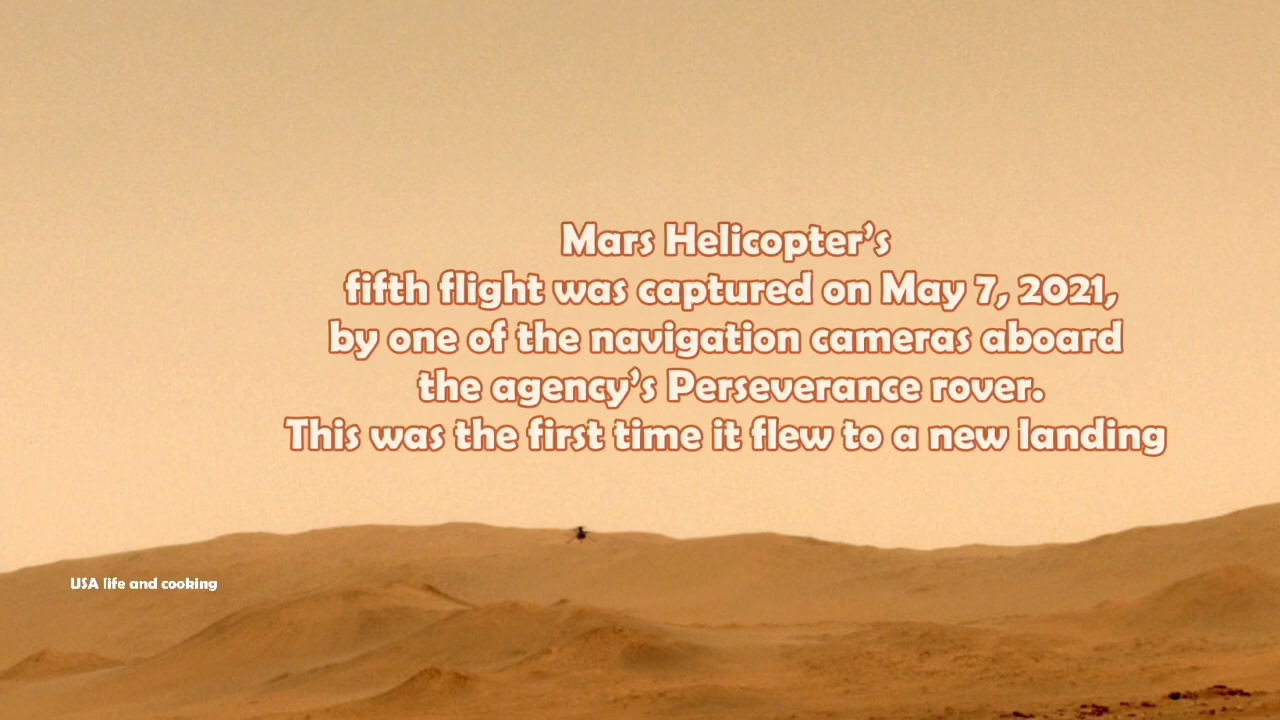 Mars Helicopter’s
fifth flight was captured on May 7, 2021,
by one of the navigation cameras aboard
the agency’s Perseverance rover.
This was the first time it flew to a new landing
USA life and cooking